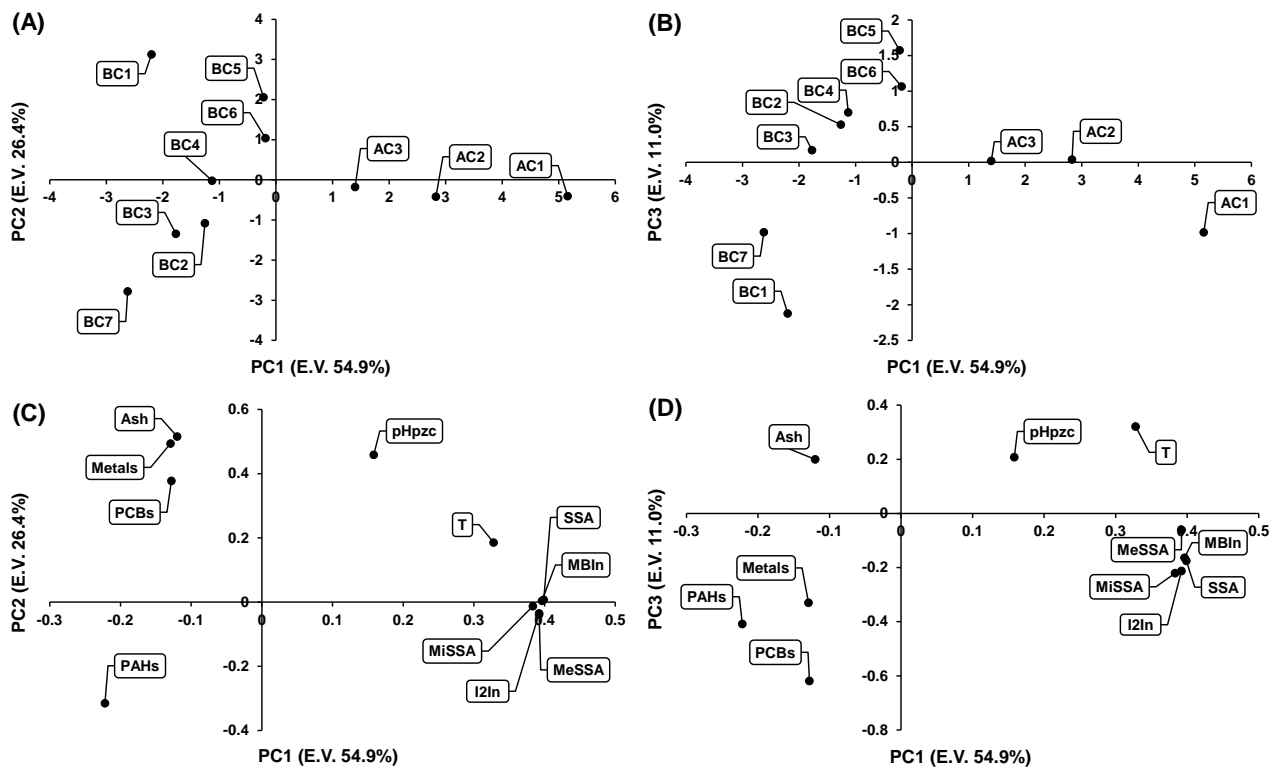 (A)
4
3
2
1
0
-1
-2
-3
-4
-4 -3 -2 -1 0 1 2 3 4 5 6
BC1
BC5
BC6
BC4
BC3
BC2
BC7
AC3
AC2
AC1
PC2 (E.V. 26.4%)
PC1 (E.V. 54.9%)
(B)
2
1.5
1
0.5
0
-0.5
-1
-1.5
-2
-2.5
-4 -3 -2 -1 0 1 2 3 4 5 6
BC5
BC6
BC4
BC2
BC3
BC7
BC1
AC3
AC2
AC1
PC3 (E.V. 11.0%)
PC1 (E.V. 54.9%)
(C)
0.6
0.4
0.2
0
-0.2
-0.4
-0.3 -0.2 -0.1 0 0.1 0.2 0.3 0.4 0.5
Ash
Metals
PCBs
PAHs
pHpzc
T
SSA
MBIn
MiSSA
MeSSA
I2In
PC2 (E.V. 26.4%)
PC1 (E.V. 54.9%)
(D)
0.4
0.2
0
-0.2
-0.4
-0.6
-0.8
-0.3 -0.2 -0.1 0 0.1 0.2 0.3 0.4 0.5
Ash
pHpzc
T
Metals
PAHs
PCBs
MeSSA
MBIn
MiSSA
SSA
I2In
PC3 (E.V. 11.0%)
PC1 (E.V. 54.9%)